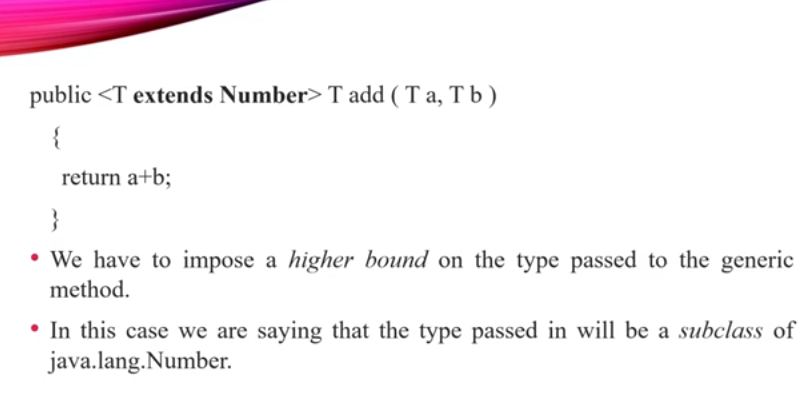 public <T extends Number> T add ( T a, T b )
{
return a+b;
}
• We have to impose a higher bound on the type passed to the generic
method.
• In this case we are saying that the type passed in will be a subclass of
java.lang.Number.